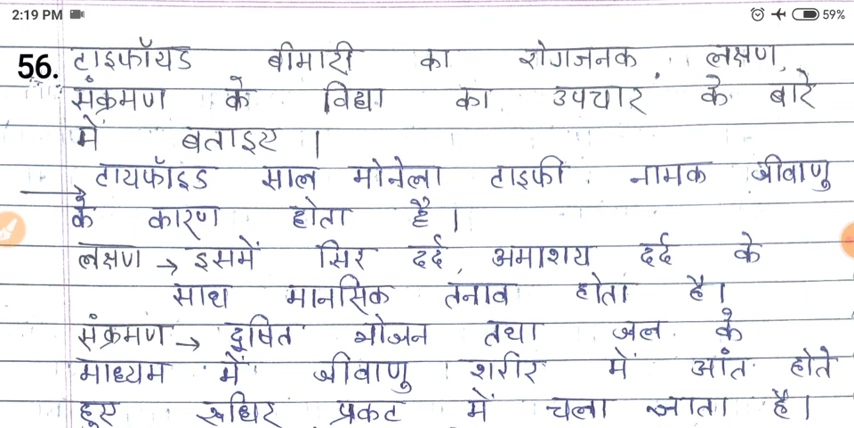 2:19 PM
59%
56. टाइफॉयड बीमारी का रोगजनक, लक्षण,
संक्रमण के विधा का उपचार के बारे
में बताइए |
→ टायफॉइड साल मोनेला टाइफी नामक जीवाणु
के कारण होता है |
लक्षण → इसमें सिर दर्द, अमाशय दर्द के
साथ मानसिक तनाव होता है |
संक्रमण → दुषित भोजन तथा जल के
माध्यम में जीवाणु शरीर में आंत होते
हुए रूधिर प्रकट में चला जाता है |